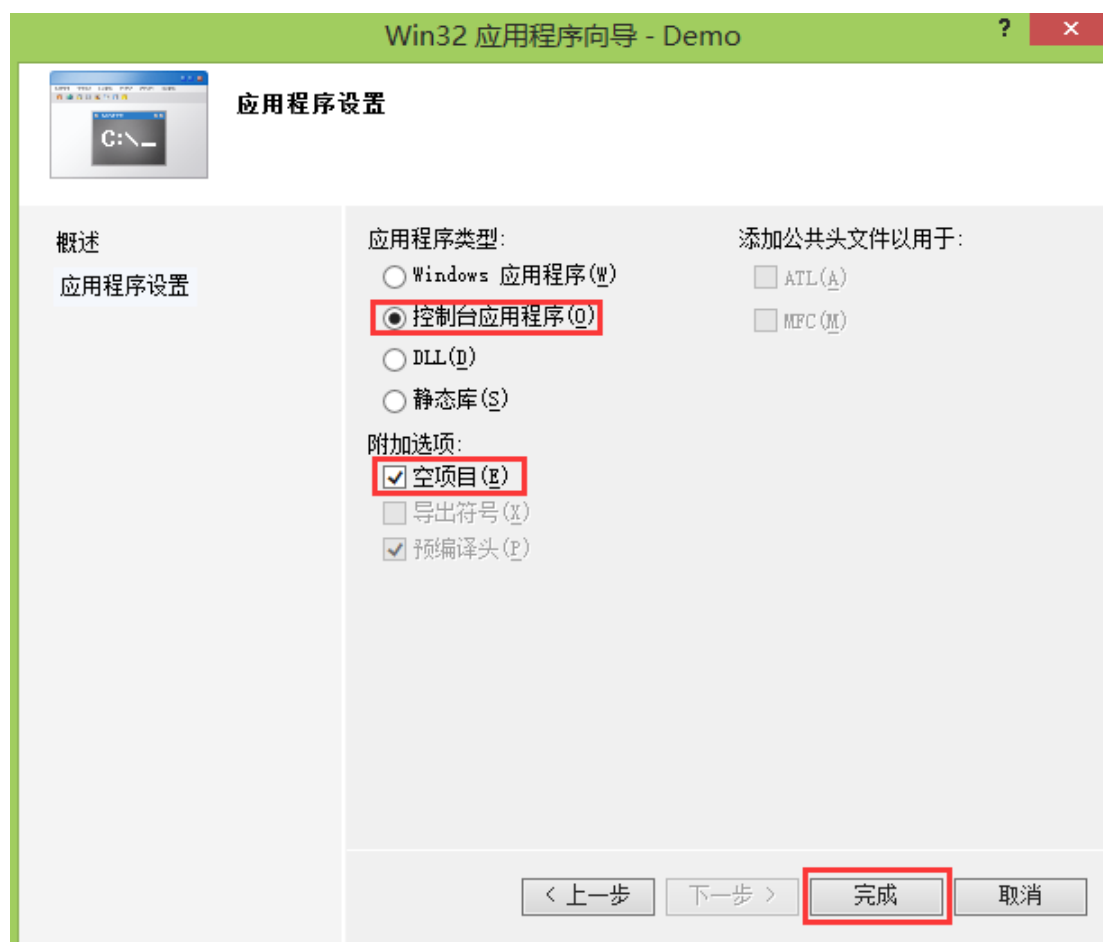 Win32 应用程序向导 - Demo
? ×
C:\_
应用程序设置
概述
应用程序设置
应用程序类型:
Windows 应用程序(W)
控制台应用程序(O)
DLL(D)
静态库(S)
附加选项:
空项目(E)
导出符号(X)
预编译头(P)
添加公共头文件以用于:
ATL(A)
MFC(M)
< 上一步
下一步 >
完成
取消